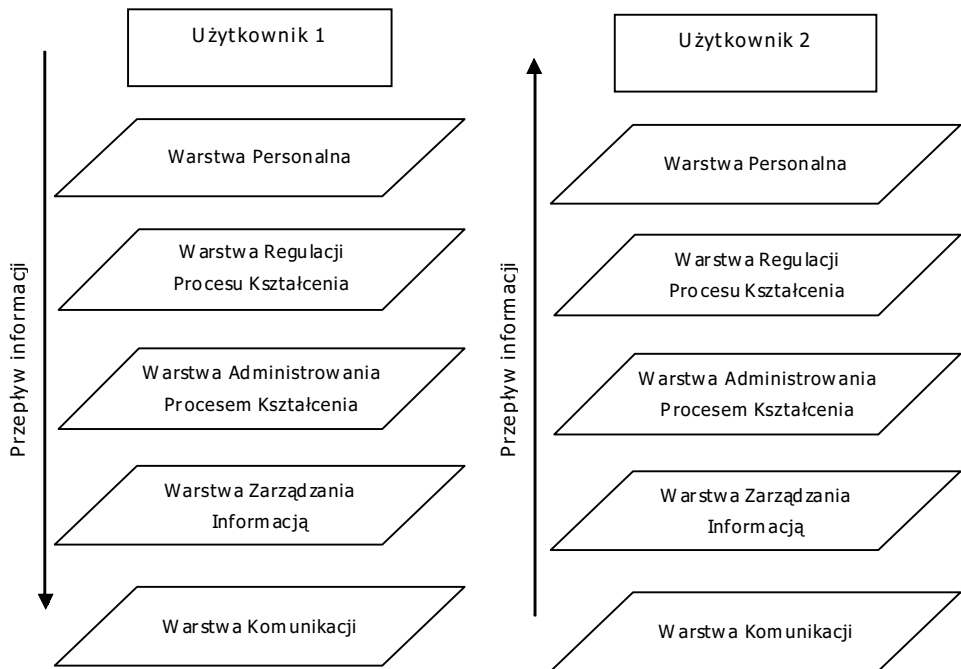 Użytkownik 1
Przepływ informacji
Warstwa Personalna
Warstwa Regulacji
Procesu Kształcenia
Warstwa Administrowania
Procesem Kształcenia
Warstwa Zarządzania
Informacją
Warstwa Komunikacji
Użytkownik 2
Przepływ informacji
Warstwa Personalna
Warstwa Regulacji
Procesu Kształcenia
Warstwa Administrowania
Procesem Kształcenia
Warstwa Zarządzania
Informacją
Warstwa Komunikacji